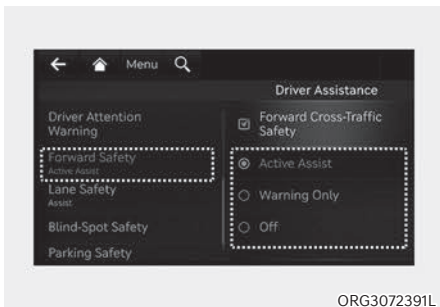 Menu
Driver Assistance
Driver Attention
Warning
Forward Safety
Active Assist
Lane Safety
Assist
Blind-Spot Safety
Parking Safety
Forward Cross-Traffic
Safety
Active Assist
Warning Only
Off
ORG3072391L